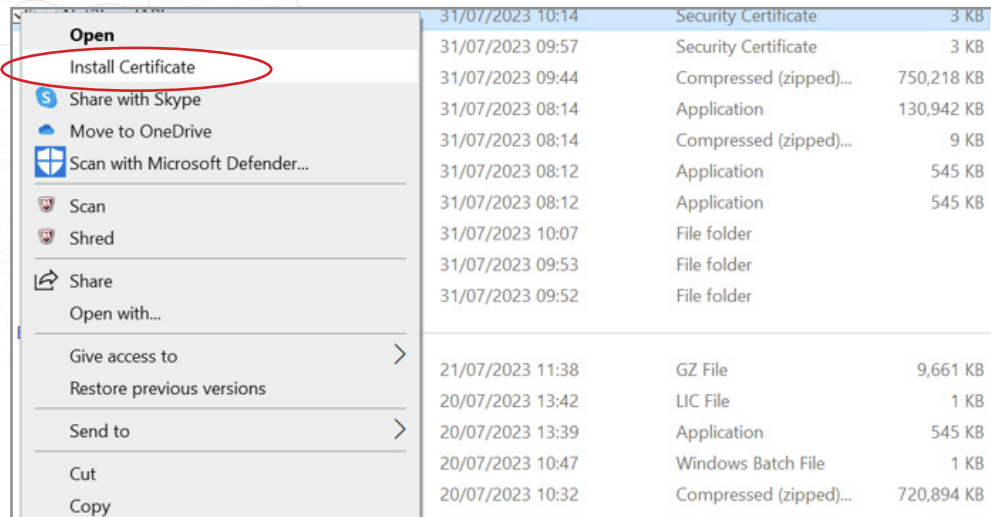 31/07/2023 10:14 Security Certificate 3 KB
Open
31/07/2023 09:57 Security Certificate 3 KB
Install Certificate
31/07/2023 09:44 Compressed (zipped)... 750,218 KB
Share with Skype
31/07/2023 08:14 Application 130,942 KB
Move to OneDrive
31/07/2023 08:14 Compressed (zipped)... 9 KB
Scan with Microsoft Defender...
31/07/2023 08:12 Application 545 KB
Scan
31/07/2023 08:12 Application 545 KB
Shred
31/07/2023 10:07 File folder
31/07/2023 09:53 File folder
Share
31/07/2023 09:52 File folder
Open with...
Give access to
21/07/2023 11:38 GZ File 9,661 KB
Restore previous versions
20/07/2023 13:42 LIC File 1 KB
Send to
20/07/2023 13:39 Application 545 KB
Cut
20/07/2023 10:47 Windows Batch File 1 KB
Copy
20/07/2023 10:32 Compressed (zipped)... 720,894 KB